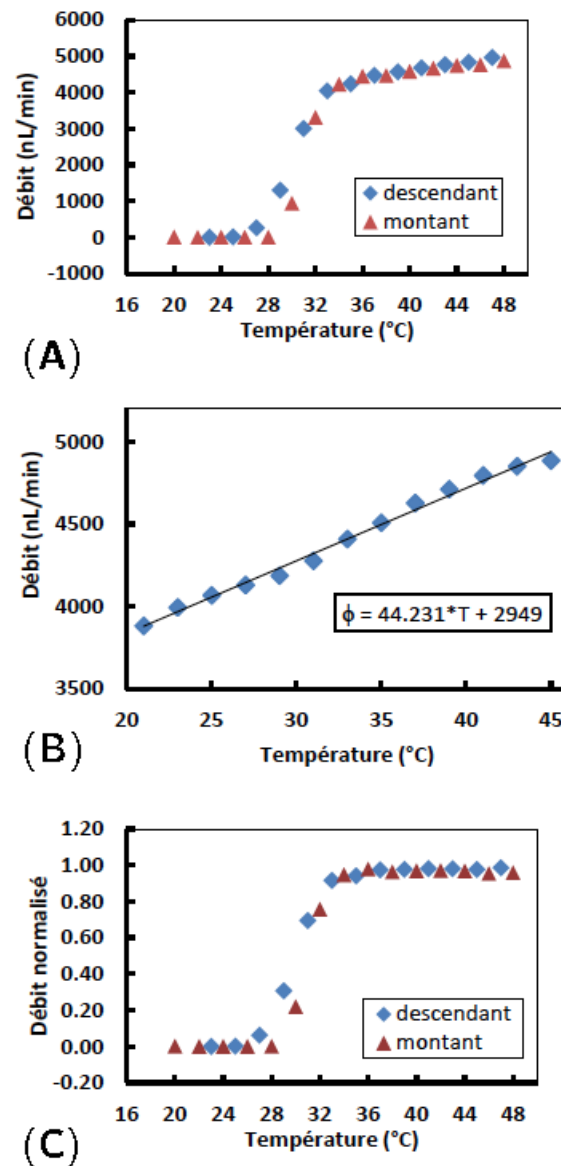 6000
5000
4000
3000
2000
1000
0
-1000
Débit (nL/min)
descendant
montant
16 20 24 28 32 36 40 44 48
Température (°C)
(A)
5000
4500
4000
3500
Débit (nL/min)
ϕ = 44.231*T + 2949
20 25 30 35 40 45
Température (°C)
(B)
1.20
1.00
0.80
0.60
0.40
0.20
0.00
-0.20
Débit normalisé
descendant
montant
16 20 24 28 32 36 40 44 48
Température (°C)
(C)